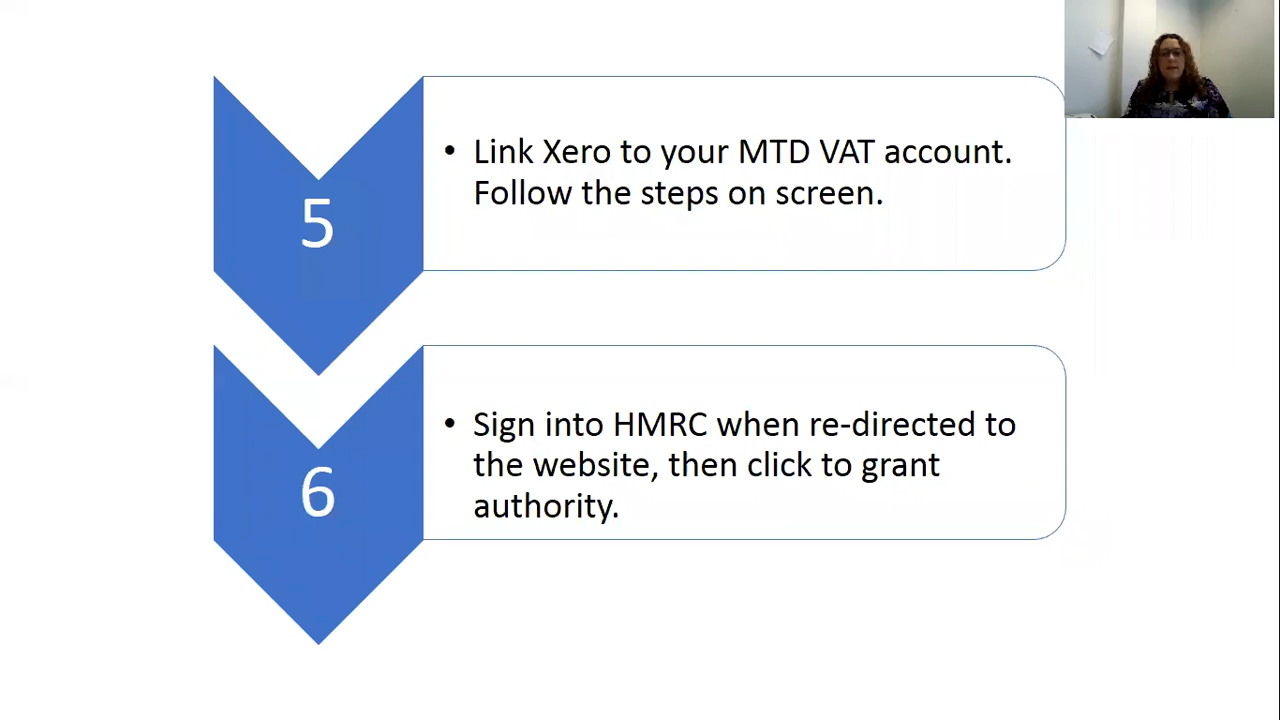 5
• Link Xero to your MTD VAT account.
Follow the steps on screen.
6
• Sign into HMRC when re-directed to
the website, then click to grant
authority.